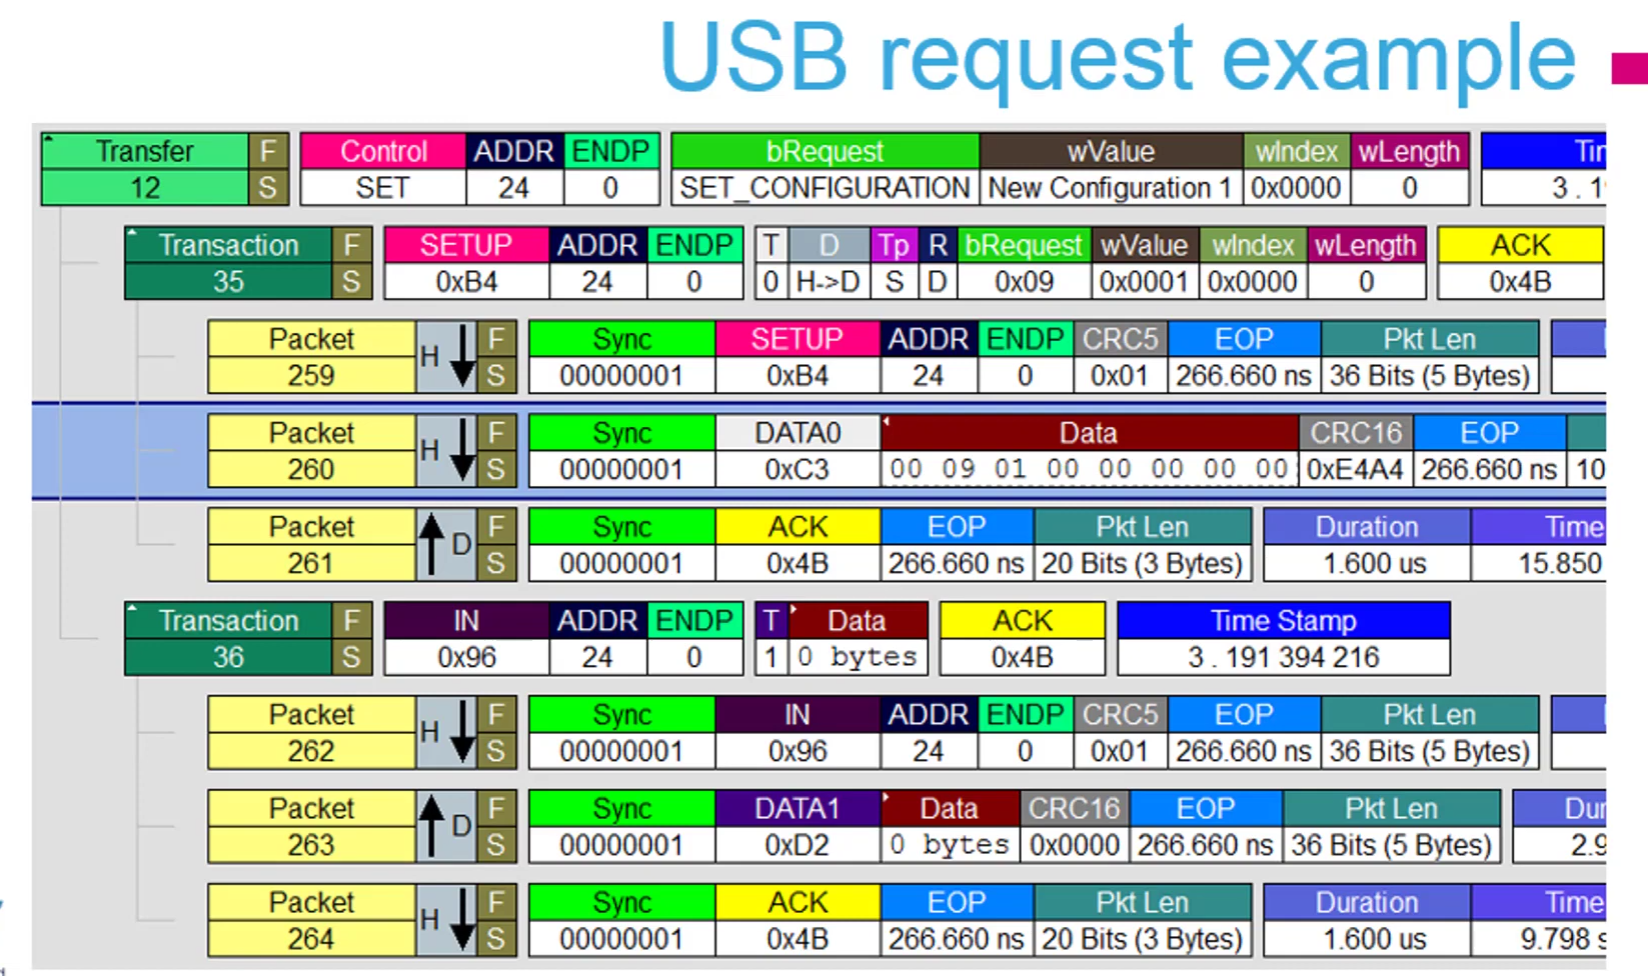 USB request example
Transfer F Control ADDR ENDP bRequest wValue wIndex wLength
12 S SET 24 0 SET_CONFIGURATION New Configuration 1 0x0000 0 3 . 1
Transaction F SETUP ADDR ENDP T D Tp R bRequest wValue wIndex wLength ACK
35 S 0xB4 24 0 0 H->D S D 0x09 0x0001 0x0000 0 0x4B
Packet H F Sync SETUP ADDR ENDP CRC5 EOP Pkt Len
259 S 00000001 0xB4 24 0 0x01 266.660 ns 36 Bits (5 Bytes)
Packet H F Sync DATA0 Data CRC16 EOP
260 S 00000001 0xC3 00 09 01 00 00 00 00 00 0xE4A4 266.660 ns 10
Packet D F Sync ACK EOP Pkt Len Duration Time
261 S 00000001 0x4B 266.660 ns 20 Bits (3 Bytes) 1.600 us 15.850
Transaction F IN ADDR ENDP T Data ACK Time Stamp
36 S 0x96 24 0 1 0 bytes 0x4B 3 . 191 394 216
Packet H F Sync IN ADDR ENDP CRC5 EOP Pkt Len
262 S 00000001 0x96 24 0 0x01 266.660 ns 36 Bits (5 Bytes)
Packet D F Sync DATA1 Data CRC16 EOP Pkt Len Dur
263 S 00000001 0xD2 0 bytes 0x0000 266.660 ns 36 Bits (5 Bytes) 2.9
Packet H F Sync ACK EOP Pkt Len Duration Time
264 S 00000001 0x4B 266.660 ns 20 Bits (3 Bytes) 1.600 us 9.798 s